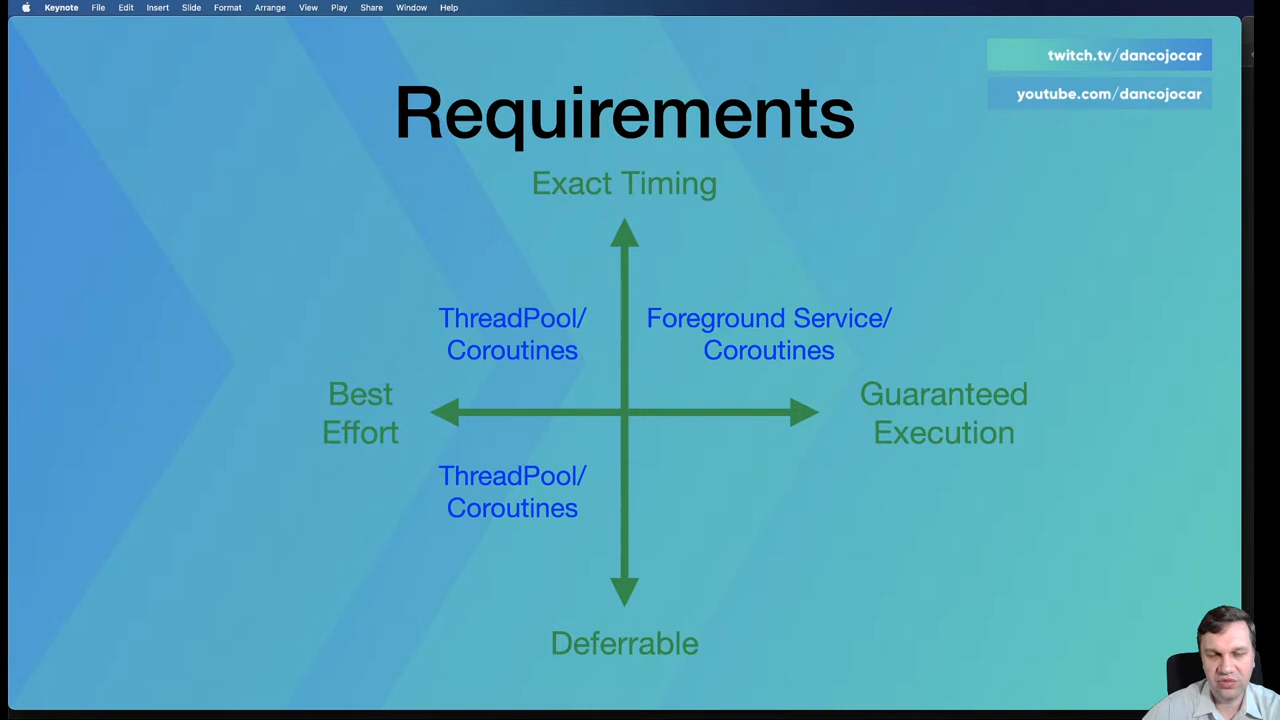 Keynote File Edit Insert Slide Format Arrange View Play Share Window Help
twitch.tv/dancojocar
youtube.com/dancojocar
Requirements
Exact Timing
ThreadPool/
Coroutines
Foreground Service/
Coroutines
Best
Effort
Guaranteed
Execution
ThreadPool/
Coroutines
Deferrable